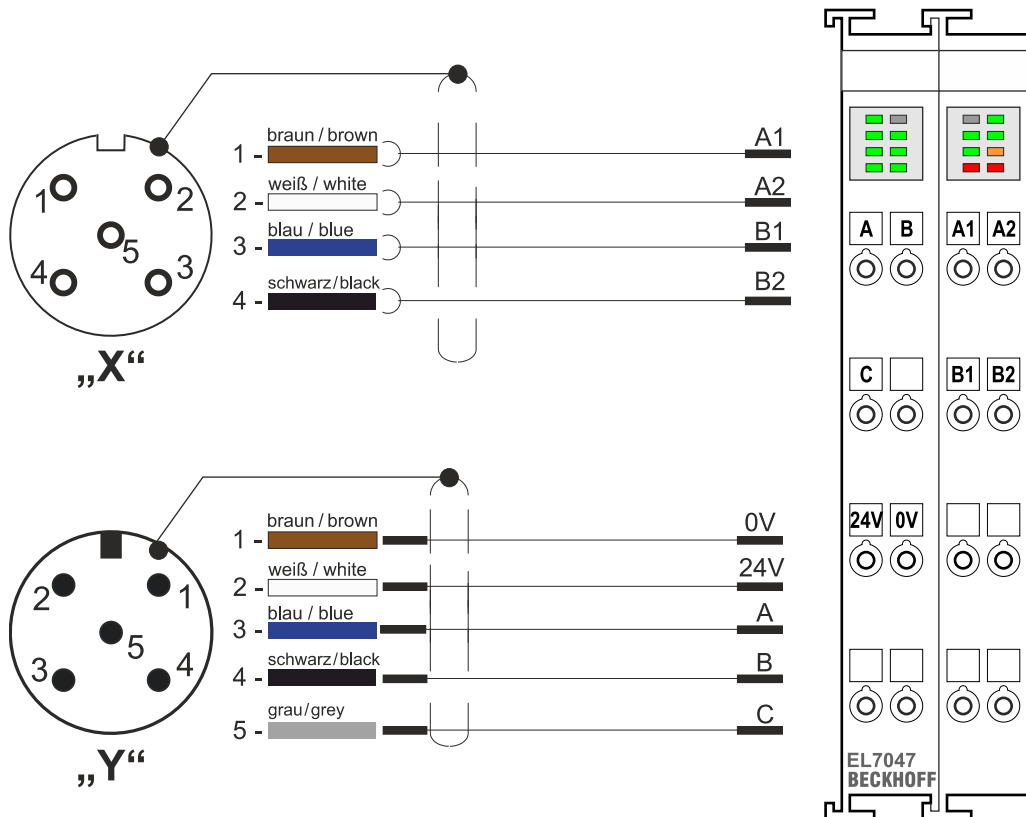 1 2
5
4 3
„X“
braun / brown
1 - A1
weiß / white
2 - A2
blau / blue
3 - B1
schwarz/black
4 - B2
2 1
5
3 4
„Y“
braun / brown
1 - 0V
weiß / white
2 - 24V
blau / blue
3 - A
schwarz/black
4 - B
grau/grey
5 - C
A B A1 A2
C B1 B2
24V 0V
EL7047
BECKHOFF